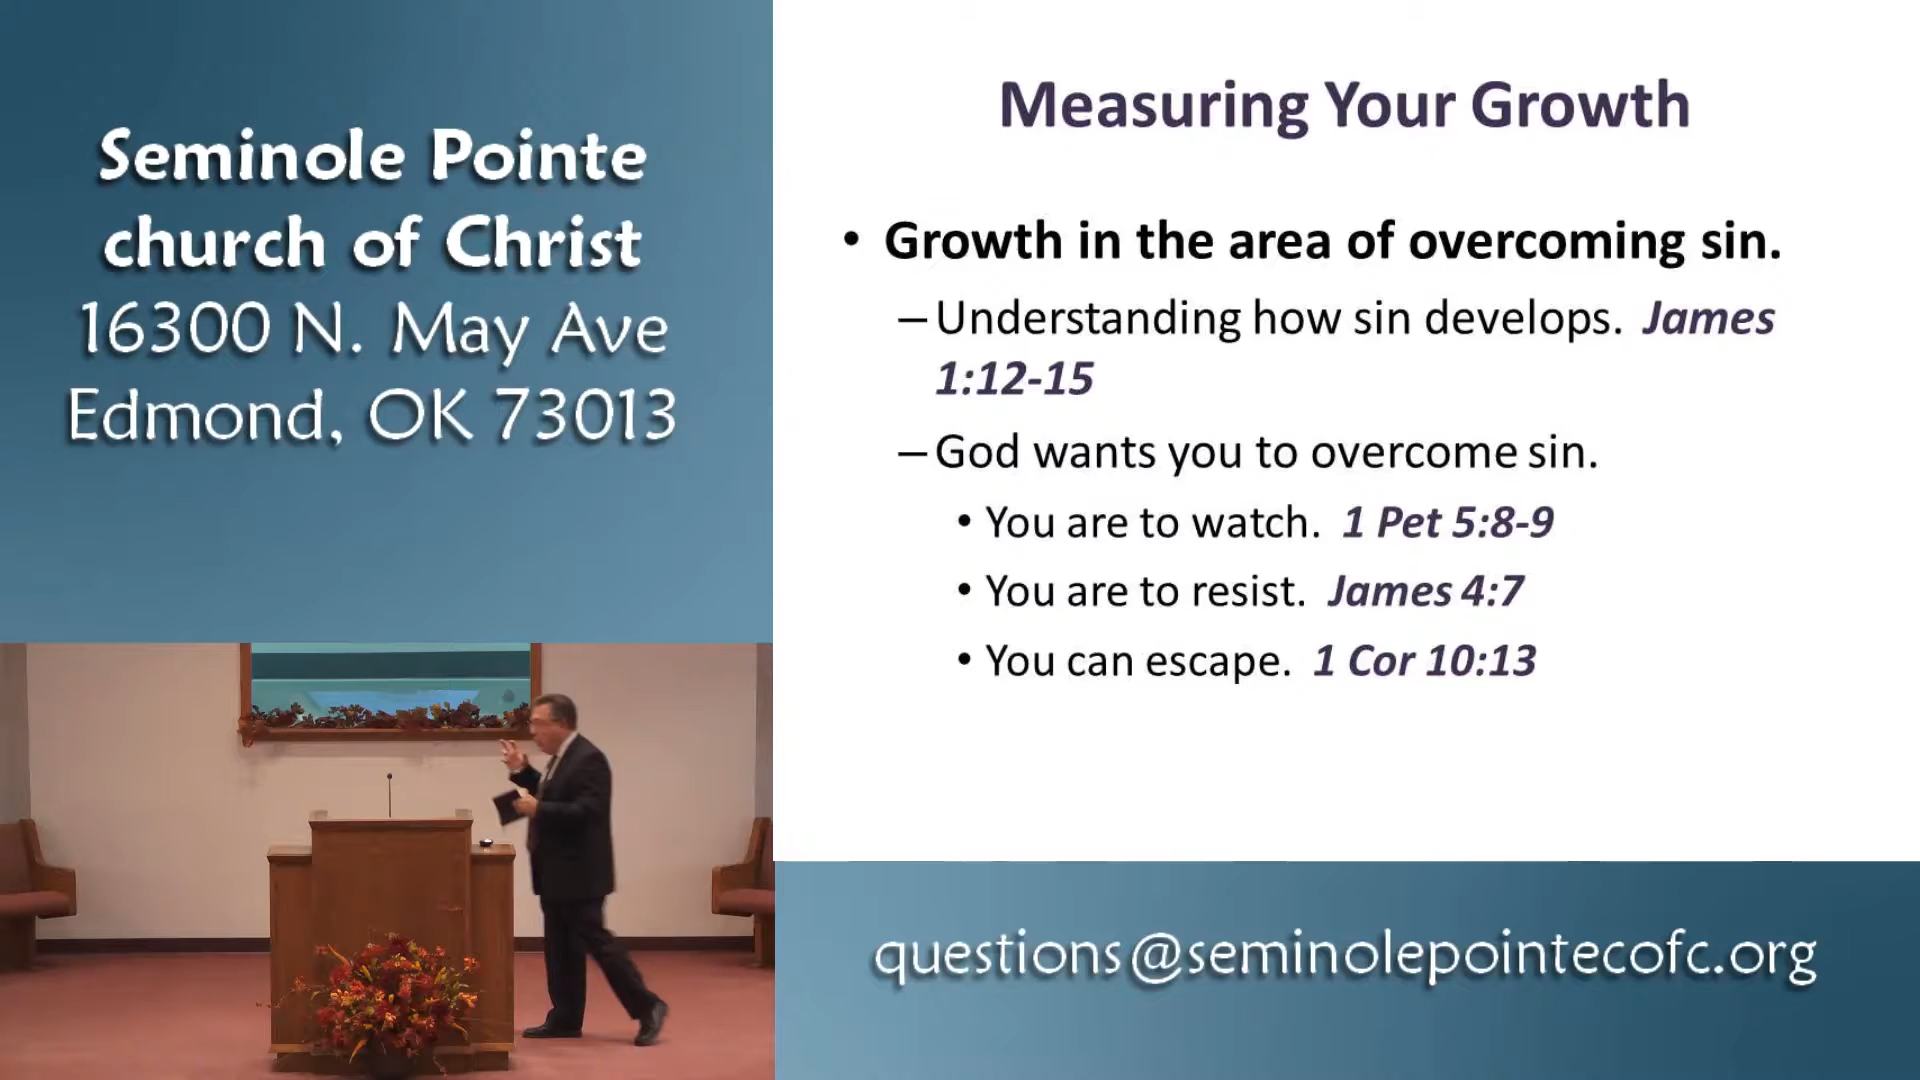 Seminole Pointe
church of Christ
16300 N. May Ave
Edmond, OK 73013
Measuring Your Growth
• Growth in the area of overcoming sin.
– Understanding how sin develops. James
1:12-15
– God wants you to overcome sin.
• You are to watch. 1 Pet 5:8-9
• You are to resist. James 4:7
• You can escape. 1 Cor 10:13
questions@seminolepointecofc.org